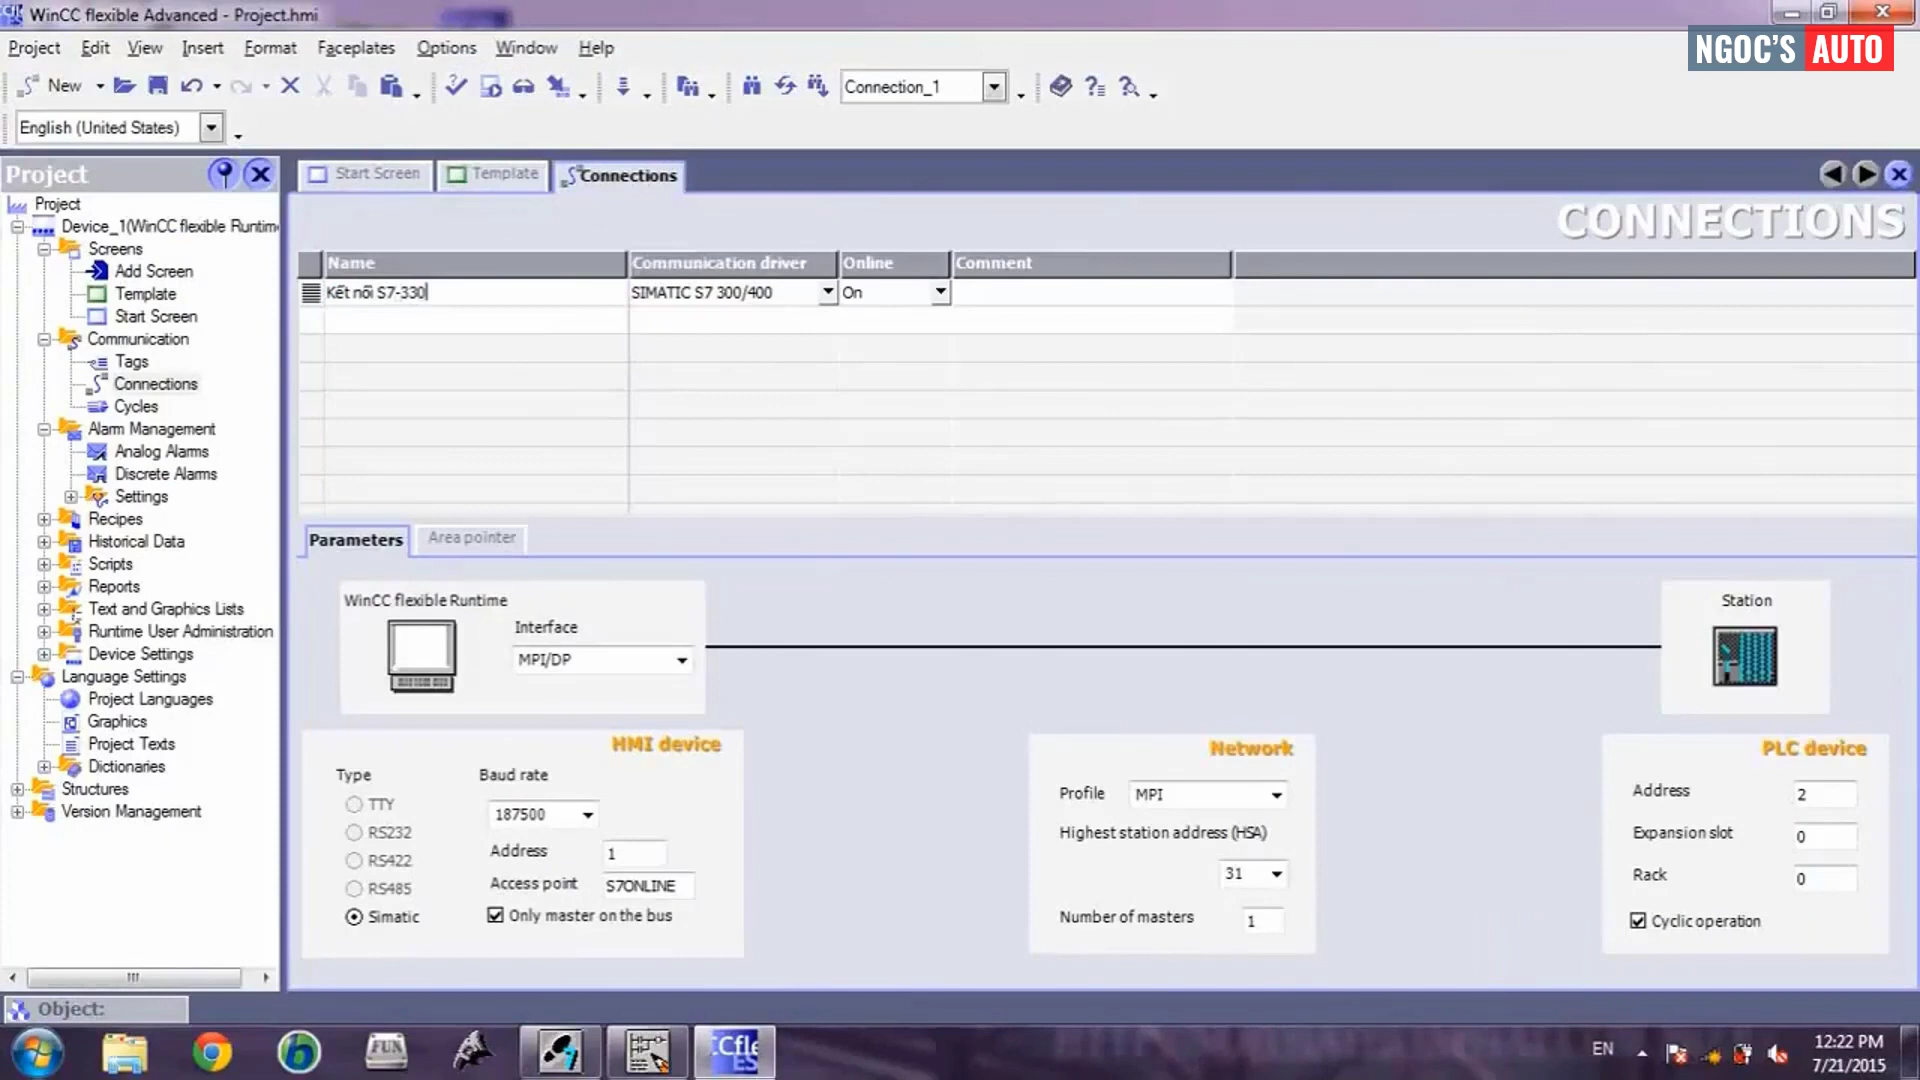 WinCC flexible Advanced - Project.hmi
NGOC'S AUTO
Project Edit View Insert Format Faceplates Options Window Help
New
Connection_1
English (United States)
Project
Project
Device_1(WinCC flexible Runtim
Screens
Add Screen
Template
Start Screen
Communication
Tags
Connections
Cycles
Alarm Management
Analog Alarms
Discrete Alarms
Settings
Recipes
Historical Data
Scripts
Reports
Text and Graphics Lists
Runtime User Administration
Device Settings
Language Settings
Project Languages
Graphics
Project Texts
Dictionaries
Structures
Version Management
Object:
Start Screen Template Connections
CONNECTIONS
Name Communication driver Online Comment
Kết nối S7-330 SIMATIC S7 300/400 On
Parameters Area pointer
WinCC flexible Runtime
Interface
MPI/DP
Station
HMI device
Type Baud rate
TTY
187500
RS232
Address 1
RS422
Access point S7ONLINE
RS485
Simatic
Only master on the bus
Network
Profile MPI
Highest station address (HSA)
31
Number of masters 1
PLC device
Address 2
Expansion slot 0
Rack 0
Cyclic operation
FUN
CCfle
ES
EN
12:22 PM
7/21/2015